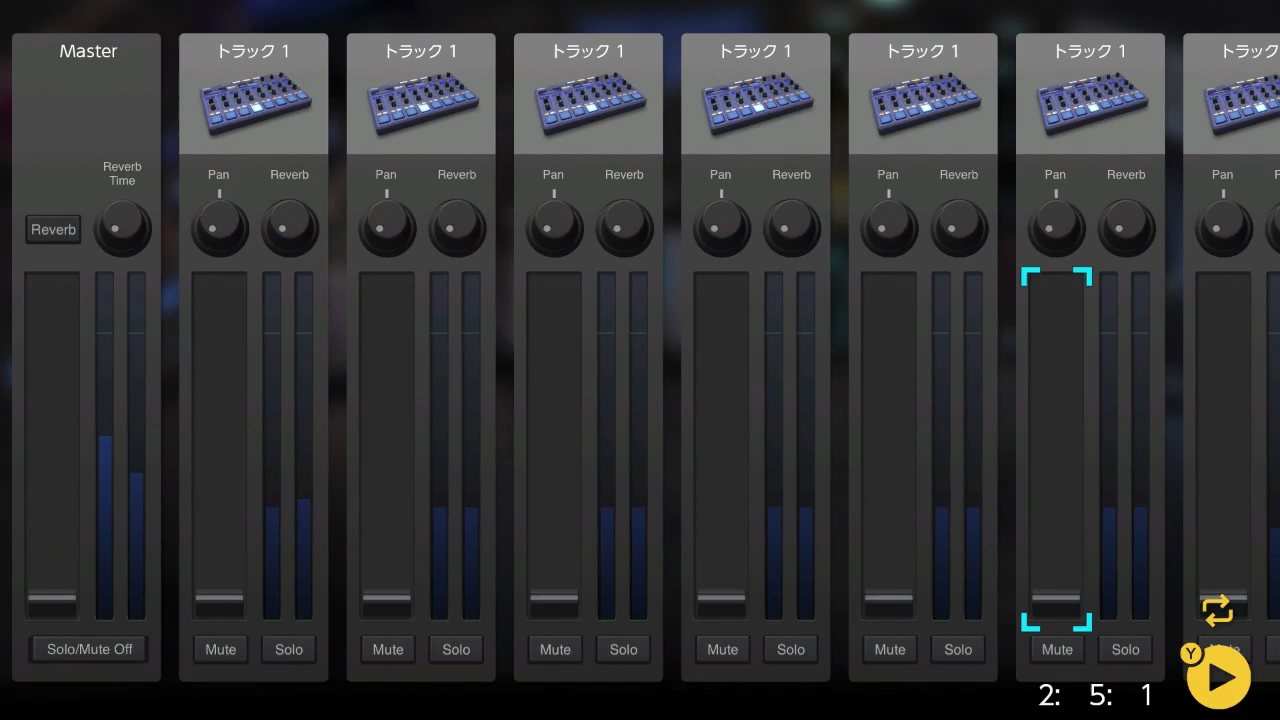 Master
トラック 1
トラック 1
トラック 1
トラック 1
トラック 1
トラック 1
トラック
Reverb Time
Pan
Reverb
Pan
Reverb
Pan
Reverb
Pan
Reverb
Pan
Reverb
Pan
Reverb
Pan
Reverb
Solo/Mute Off
Mute
Solo
Mute
Solo
Mute
Solo
Mute
Solo
Mute
Solo
Mute
Solo
Y
2: 5: 1